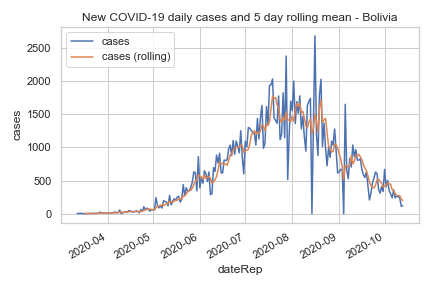 New COVID-19 daily cases and 5 day rolling mean - Bolivia
cases
cases (rolling)
2500
2000
1500
1000
500
0
cases
2020-04
2020-05
2020-06
2020-07
2020-08
2020-09
2020-10
dateRep